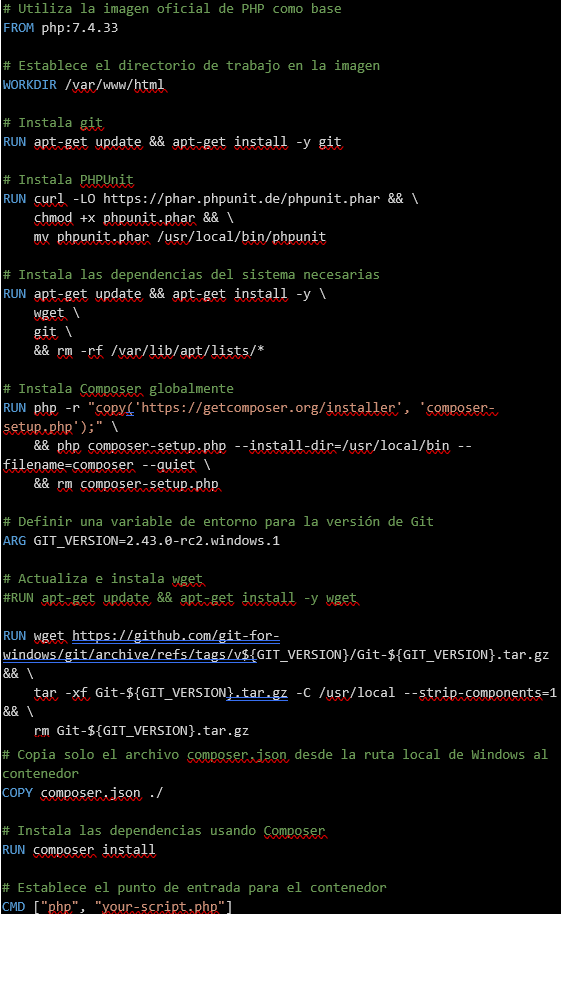 # Utiliza la imagen oficial de PHP como base
FROM php:7.4.33
# Establece el directorio de trabajo en la imagen
WORKDIR /var/www/html
# Instala git
RUN apt-get update && apt-get install -y git
# Instala PHPUnit
RUN curl -LO https://phar.phpunit.de/phpunit.phar && \
    chmod +x phpunit.phar && \
    mv phpunit.phar /usr/local/bin/phpunit
# Instala las dependencias del sistema necesarias
RUN apt-get update && apt-get install -y \
    wget \
    git \
    && rm -rf /var/lib/apt/lists/*
# Instala Composer globalmente
RUN php -r "copy('https://getcomposer.org/installer', 'composer-
setup.php');" \
    && php composer-setup.php --install-dir=/usr/local/bin --
filename=composer --quiet \
    && rm composer-setup.php
# Definir una variable de entorno para la versión de Git
ARG GIT_VERSION=2.43.0-rc2.windows.1
# Actualiza e instala wget
#RUN apt-get update && apt-get install -y wget
RUN wget https://github.com/git-for-
windows/git/archive/refs/tags/v${GIT_VERSION}/Git-${GIT_VERSION}.tar.gz
&& \
    tar -xf Git-${GIT_VERSION}.tar.gz -C /usr/local --strip-components=1
&& \
    rm Git-${GIT_VERSION}.tar.gz
# Copia solo el archivo composer.json desde la ruta local de Windows al
contenedor
COPY composer.json ./
# Instala las dependencias usando Composer
RUN composer install
# Establece el punto de entrada para el contenedor
CMD ["php", "your-script.php"]